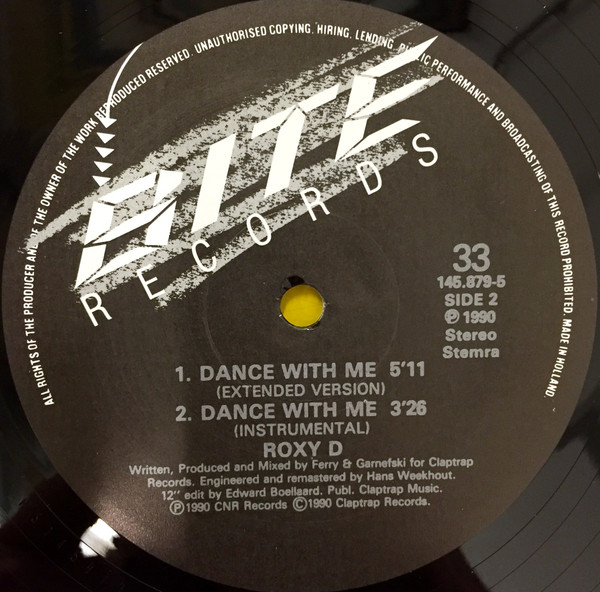 ALL RIGHTS OF THE PRODUCER AND OF THE OWNER OF THE WORK REPRODUCED RESERVED. UNAUTHORISED COPYING. HIRING. LENDING. PUBLIC PERFORMANCE AND BROADCASTING OF THIS RECORD PROHIBITED. MADE IN HOLLAND.
BITE
RECORDS
33
145.879-5
SIDE 2
℗ 1990
Stereo
Stemra
1. DANCE WITH ME 5'11
(EXTENDED VERSION)
2. DANCE WITH ME 3'26
(INSTRUMENTAL)
ROXY D
Written, Produced and Mixed by Ferry & Garnefski for Claptrap
Records. Engineered and remastered by Hans Weekhout.
12'' edit by Edward Boellaard. Publ. Claptrap Music.
℗1990 CNR Records ©1990 Claptrap Records.